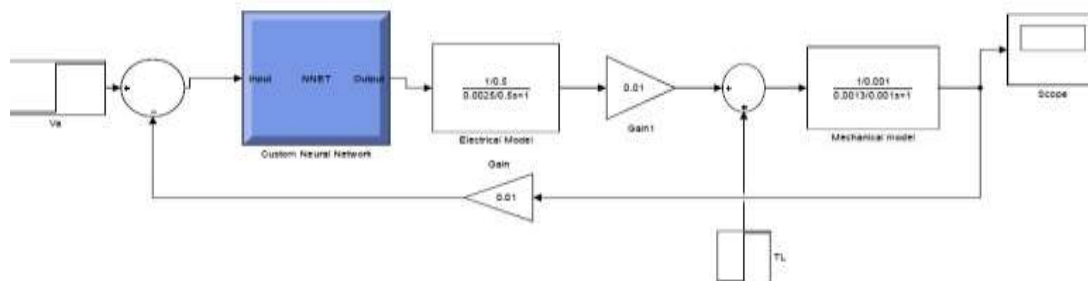 Va
Input NNET Output
Custom Neural Network
1/0.5
0.0025/0.5s+1
Electrical Model
0.01
Gain1
1/0.001
0.0013/0.001s+1
Mechanical model
Scope
Gain
0.01
TL